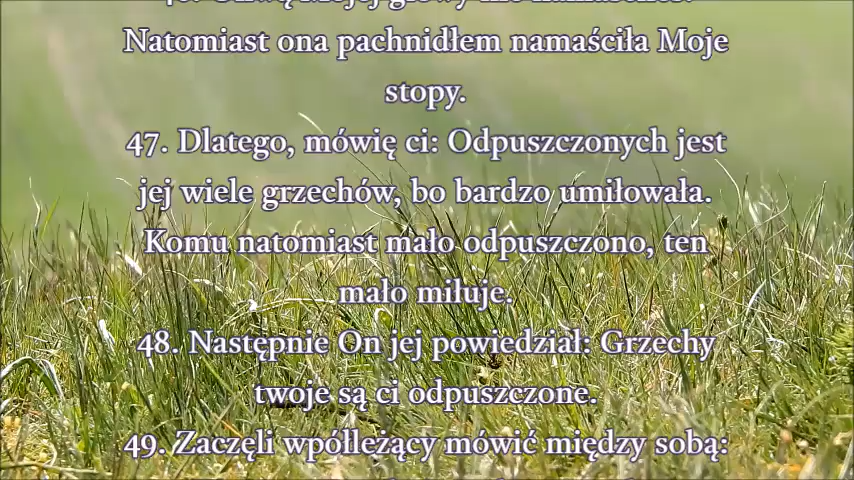 Natomiast ona pachnidłem namaściła Moje
stopy.
47. Dlatego, mówię ci: Odpuszczonych jest
jej wiele grzechów, bo bardzo umiłowała.
Komu natomiast mało odpuszczono, ten
mało miłuje.
48. Następnie On jej powiedział: Grzechy
twoje są ci odpuszczone.
49. Zaczęli wpółleżący mówić między sobą: